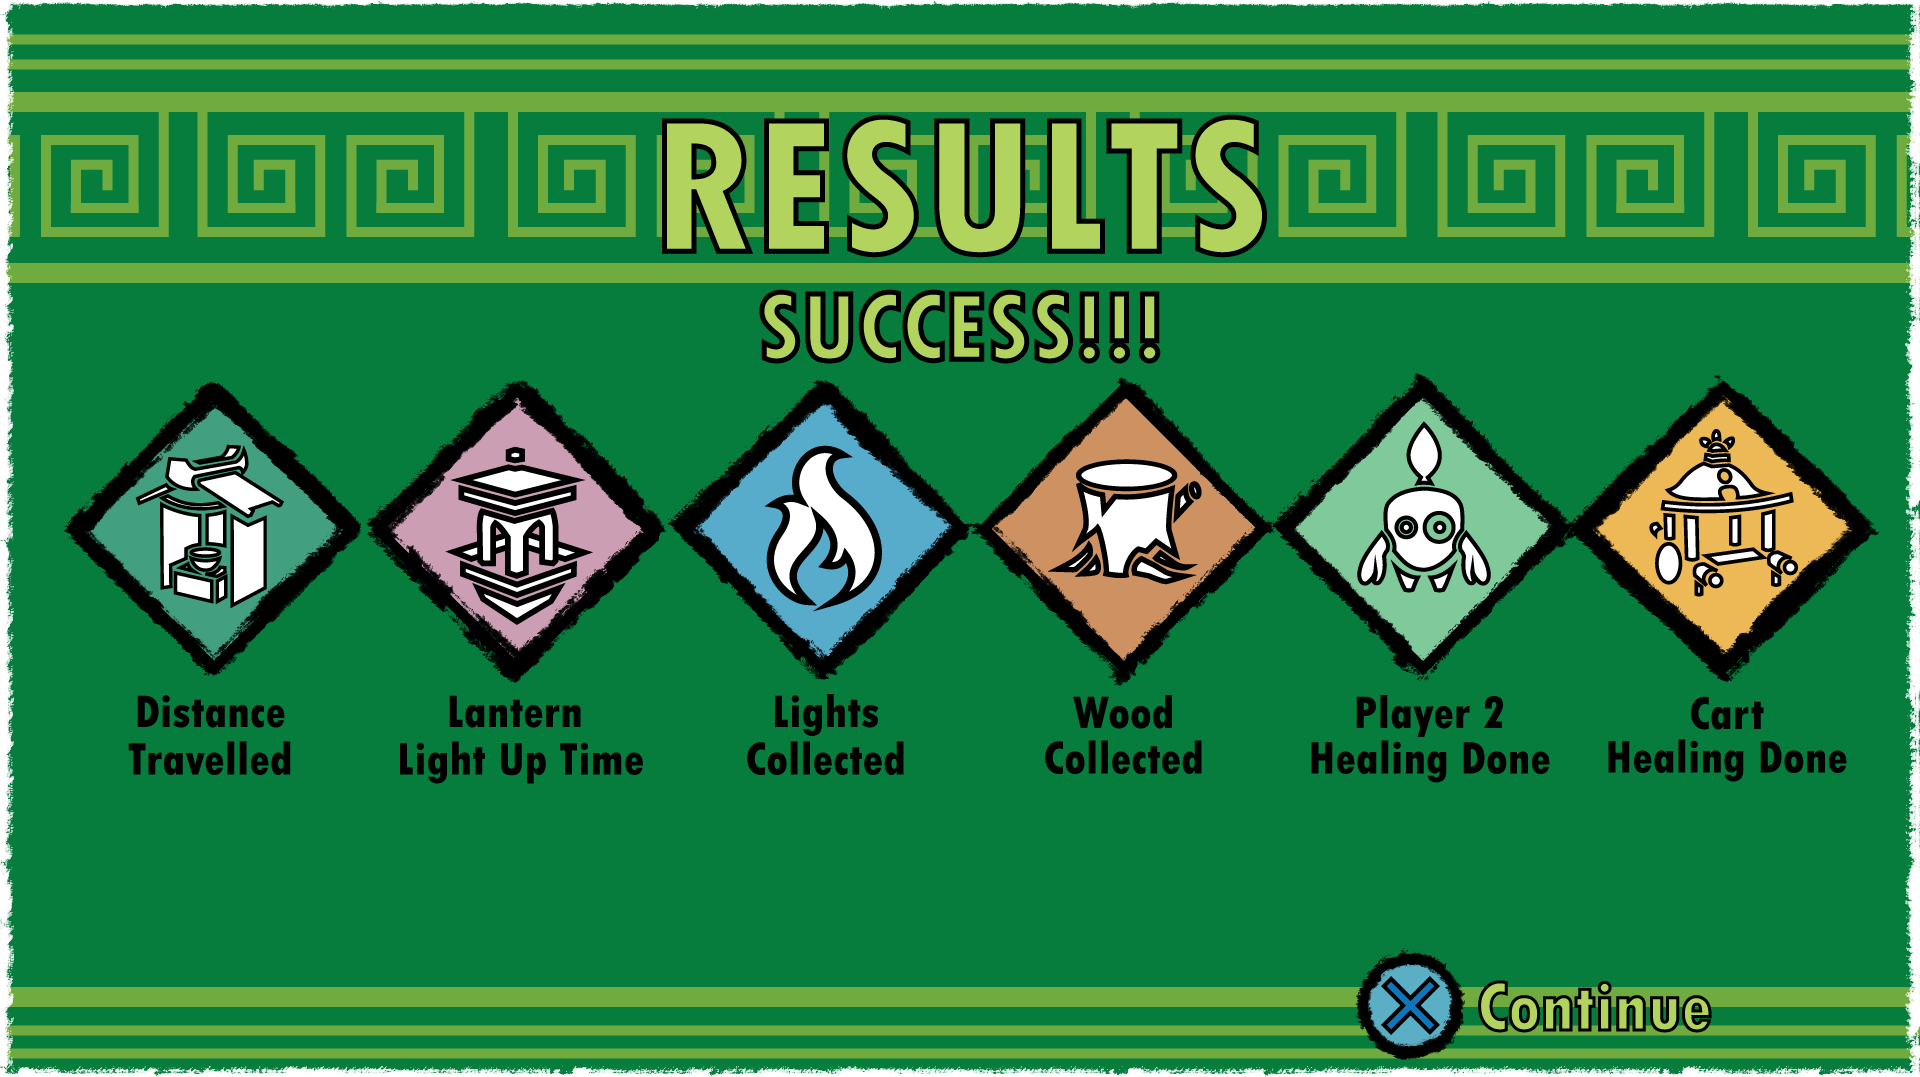 RESULTS
SUCCESS!!!
Distance
Travelled
Lantern
Light Up Time
Lights
Collected
Wood
Collected
Player 2
Healing Done
Cart
Healing Done
Continue